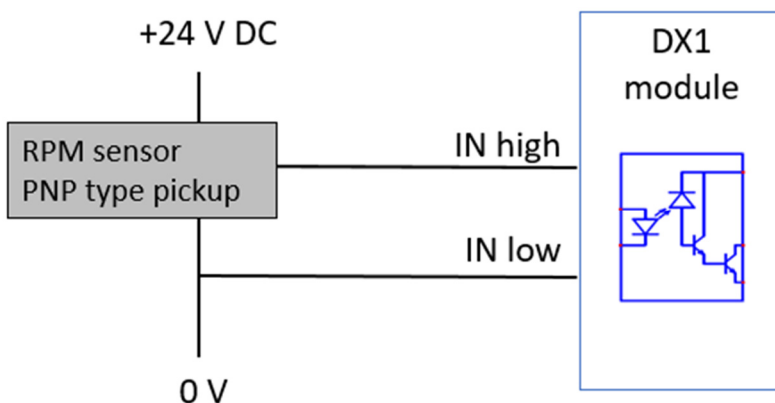 +24 V DC
DX1
module
RPM sensor
PNP type pickup
IN high
IN low
0 V